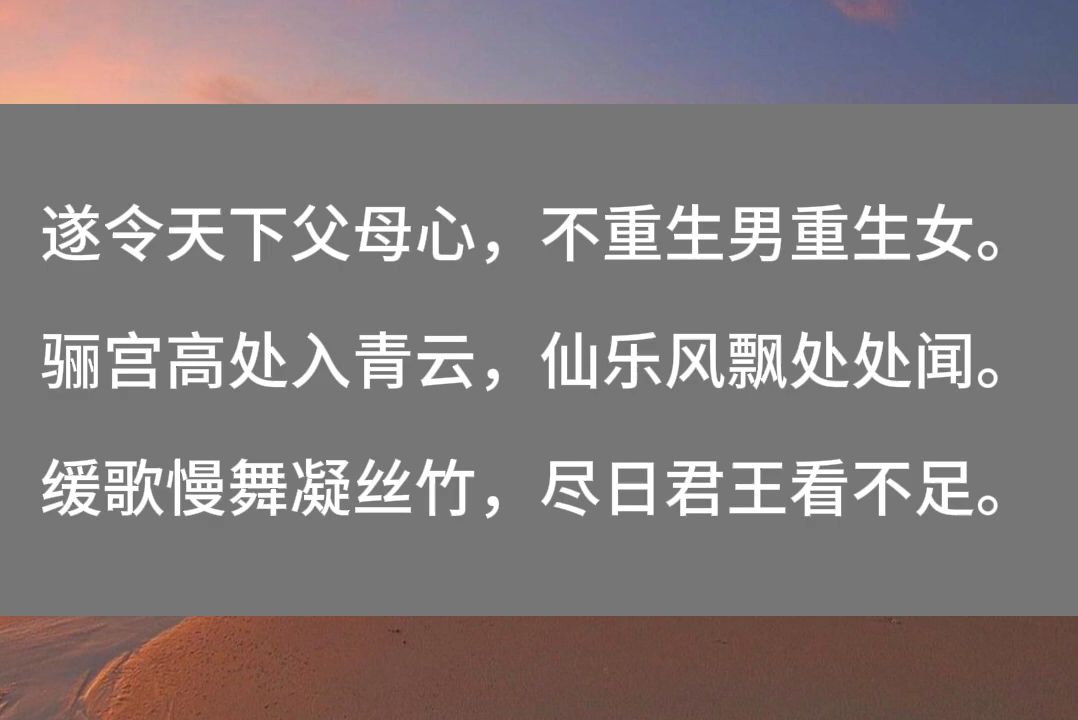 遂令天下父母心，不重生男重生女。
骊宫高处入青云，仙乐风飘处处闻。
缓歌慢舞凝丝竹，尽日君王看不足。